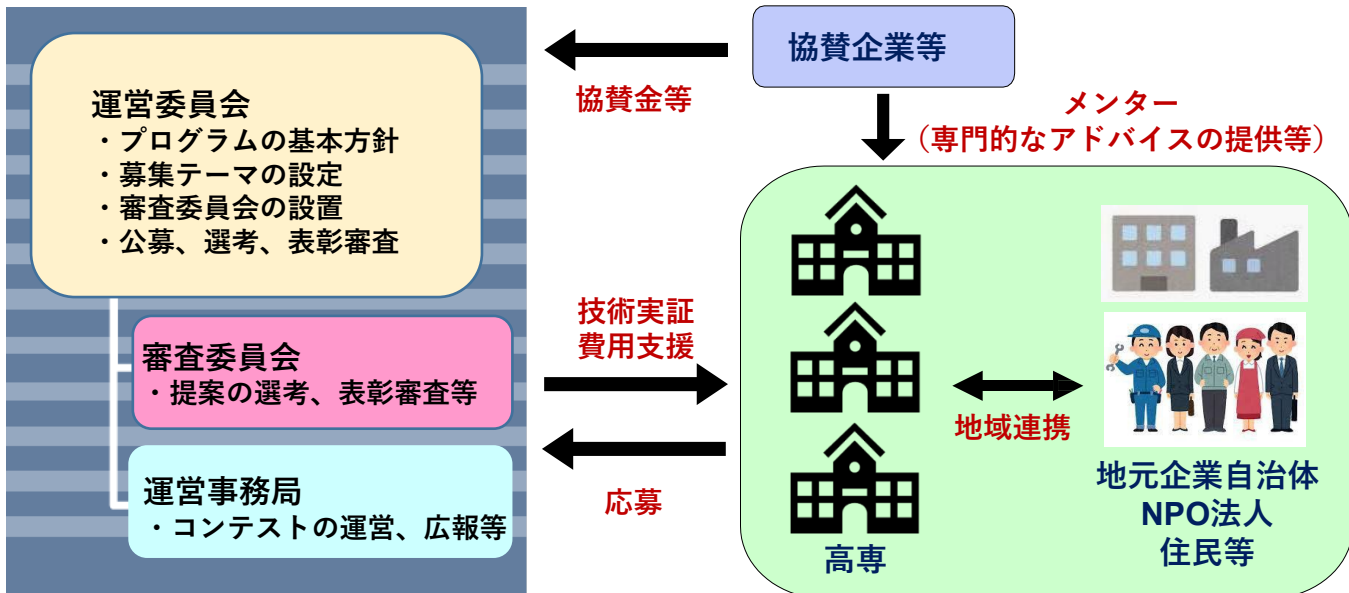 運営委員会
・プログラムの基本方針
・募集テーマの設定
・審査委員会の設置
・公募、選考、表彰審査
審査委員会
・提案の選考、表彰審査等
運営事務局
・コンテストの運営、広報等
協賛企業等
協賛金等
メンター
（専門的なアドバイスの提供等）
技術実証
費用支援
応募
高専
地域連携
地元企業自治体
NPO法人
住民等